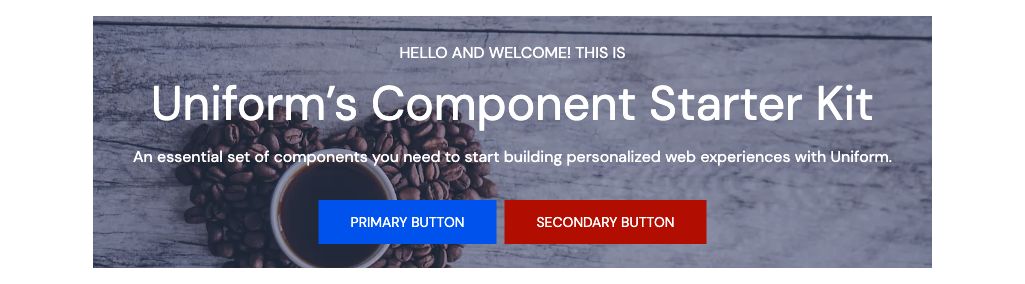 HELLO AND WELCOME! THIS IS
Uniform’s Component Starter Kit
An essential set of components you need to start building personalized web experiences with Uniform.
PRIMARY BUTTON
SECONDARY BUTTON